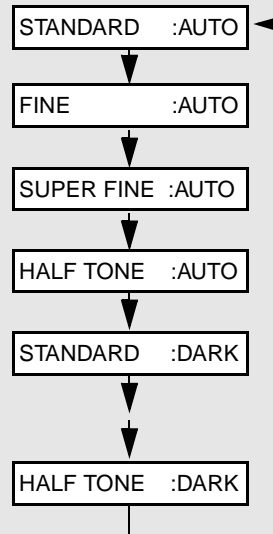 STANDARD :AUTO
FINE :AUTO
SUPER FINE :AUTO
HALF TONE :AUTO
STANDARD :DARK
HALF TONE :DARK